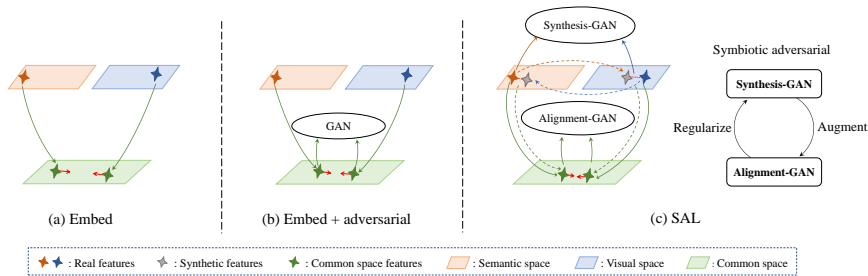 Synthesis-GAN
Symbiotic adversarial
Synthesis-GAN
GAN
Alignment-GAN
Regularize
Augment
Alignment-GAN
(a) Embed
(b) Embed + adversarial
(c) SAL
: Real features : Synthetic features : Common space features : Semantic space : Visual space : Common space